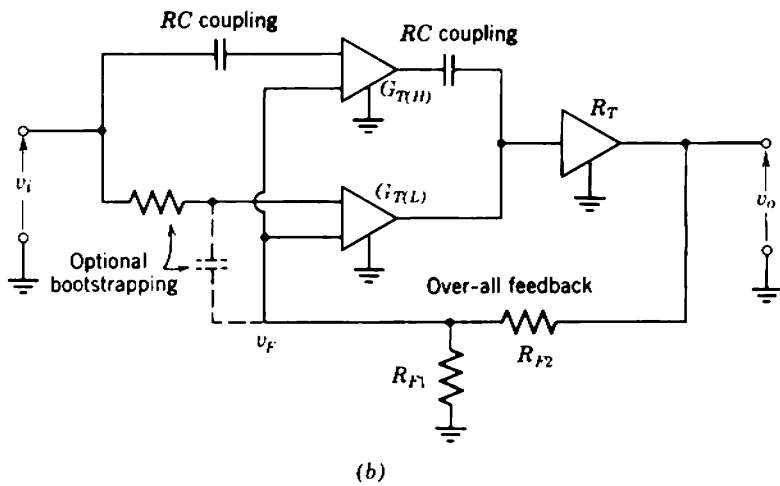 RC coupling
RC coupling
G_T(H)
R_T
v_i
G_T(L)
v_o
Optional
bootstrapping
Over-all feedback
v_F
R_F2
R_F1
(b)